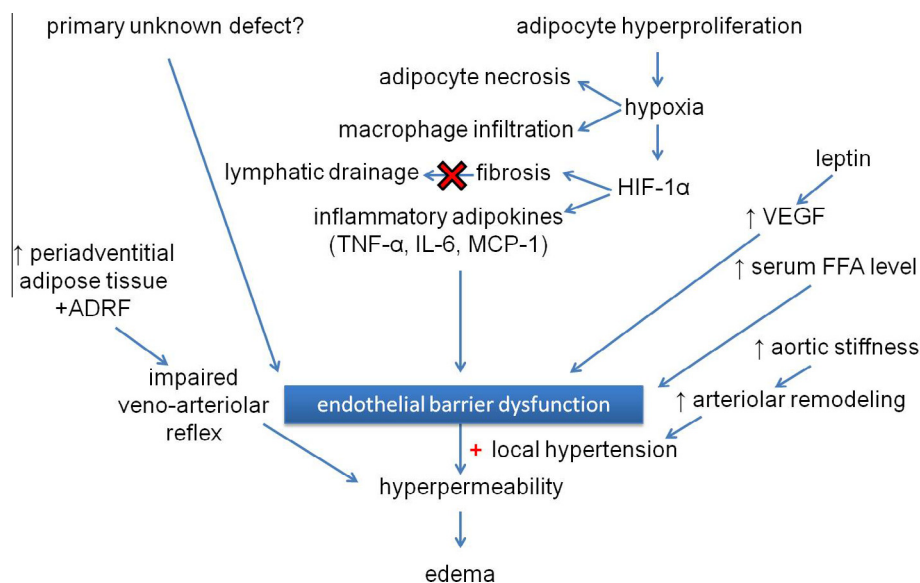 primary unknown defect?
adipocyte hyperproliferation
adipocyte necrosis
hypoxia
macrophage infiltration
leptin
lymphatic drainage
fibrosis
HIF-1α
inflammatory adipokines
(TNF-α, IL-6, MCP-1)
↑ VEGF
↑ periadventitial
adipose tissue
+ADRF
↑ serum FFA level
↑ aortic stiffness
impaired
veno-arteriolar
reflex
endothelial barrier dysfunction
↑ arteriolar remodeling
+ local hypertension
hyperpermeability
edema